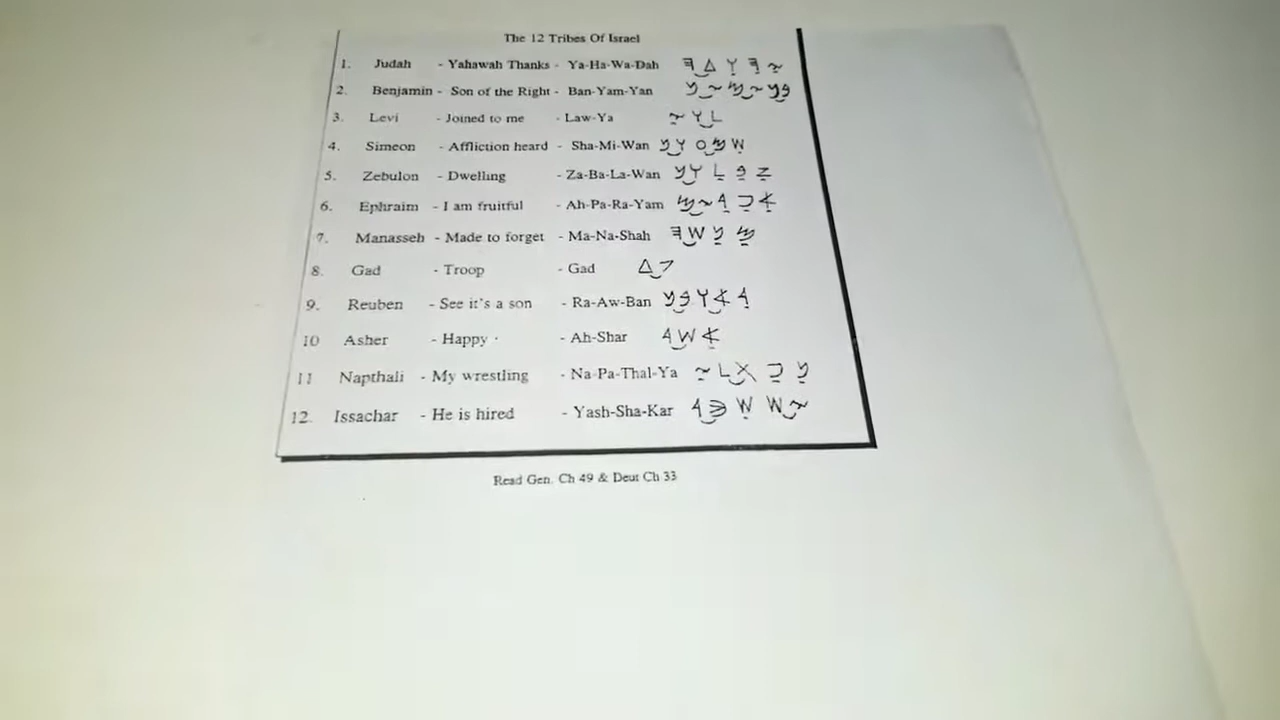 The 12 Tribes Of Israel
1. Judah - Yahawah Thanks - Ya-Ha-Wa-Dah 𐤄𐤃𐤅𐤄𐤉
2. Benjamin - Son of the Right - Ban-Yam-Yan
3. Levi - Joined to me - Law-Ya
4. Simeon - Affliction heard - Sha-Mi-Wan
5. Zebulon - Dwelling - Za-Ba-La-Wan
6. Ephraim - I am fruitful - Ah-Pa-Ra-Yam
7. Manasseh - Made to forget - Ma-Na-Shah
8. Gad - Troop - Gad
9. Reuben - See it's a son - Ra-Aw-Ban
10 Asher - Happy - Ah-Shar
11 Napthali - My wrestling - Na-Pa-Thal-Ya
12. Issachar - He is hired - Yash-Sha-Kar
Read Gen. Ch 49 & Deut Ch 33